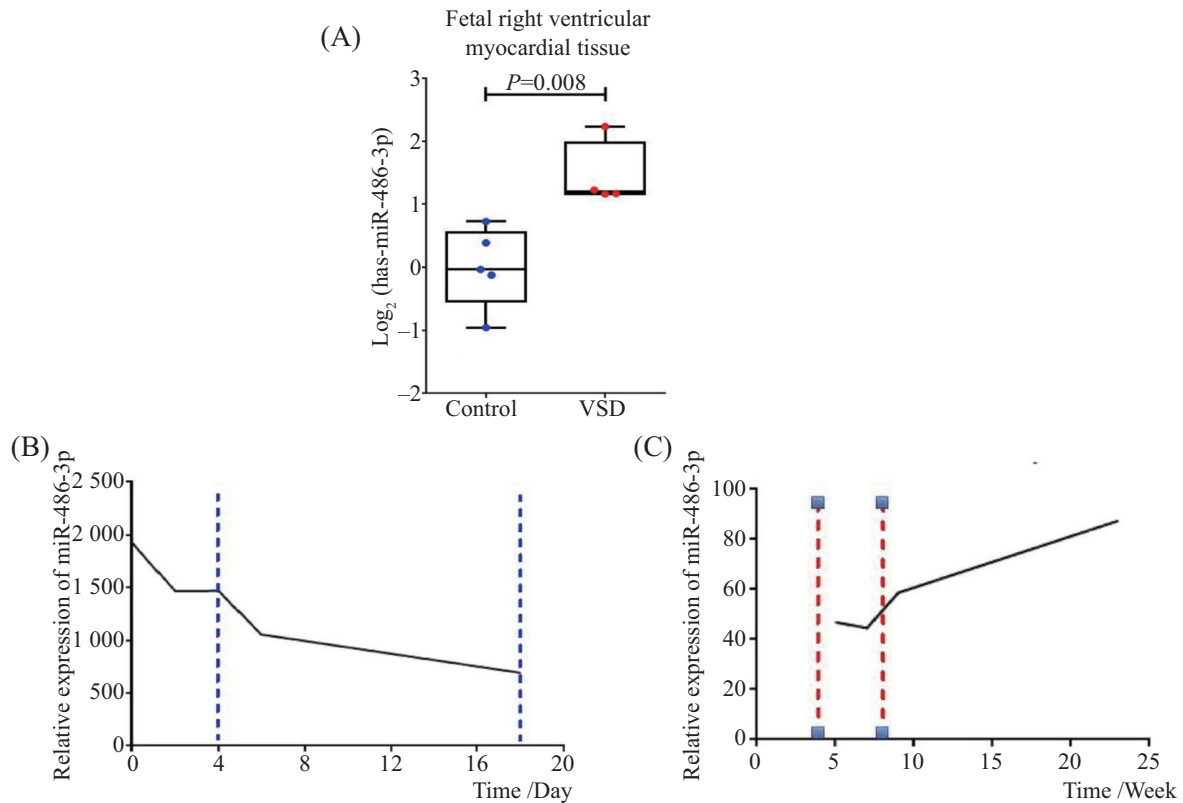 (A)
Fetal right ventricular
myocardial tissue
P=0.008
Log₂ (has-miR-486-3p)
3
2
1
0
–1
–2
Control VSD
(B)
Relative expression of miR-486-3p
2 500
2 000
1 500
1 000
500
0
0 4 8 12 16 20
Time /Day
(C)
Relative expression of miR-486-3p
100
80
60
40
20
0
0 5 10 15 20 25
Time /Week